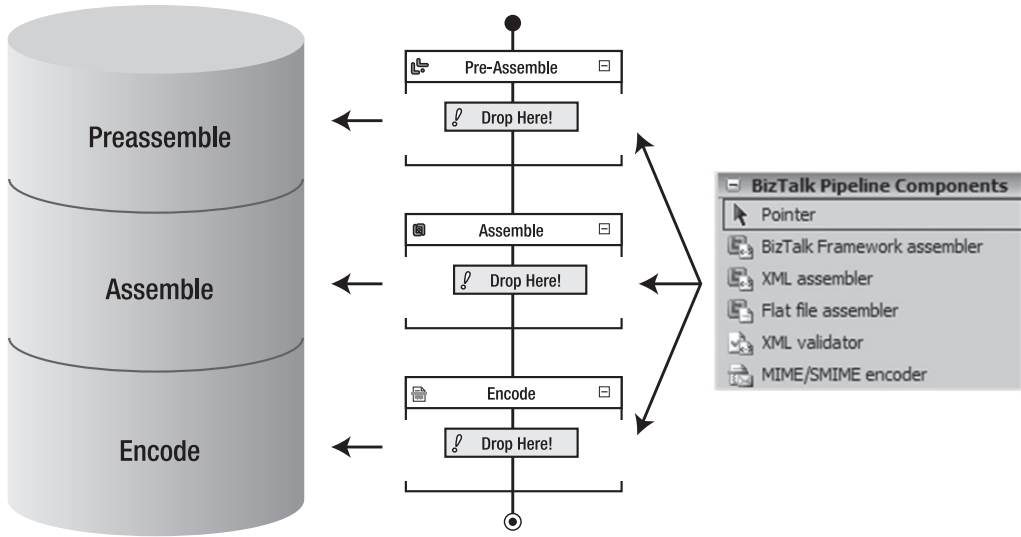 Preassemble
Assemble
Encode
Pre-Assemble
Drop Here!
Assemble
Drop Here!
Encode
Drop Here!
BizTalk Pipeline Components
Pointer
BizTalk Framework assembler
XML assembler
Flat file assembler
XML validator
MIME/SMIME encoder